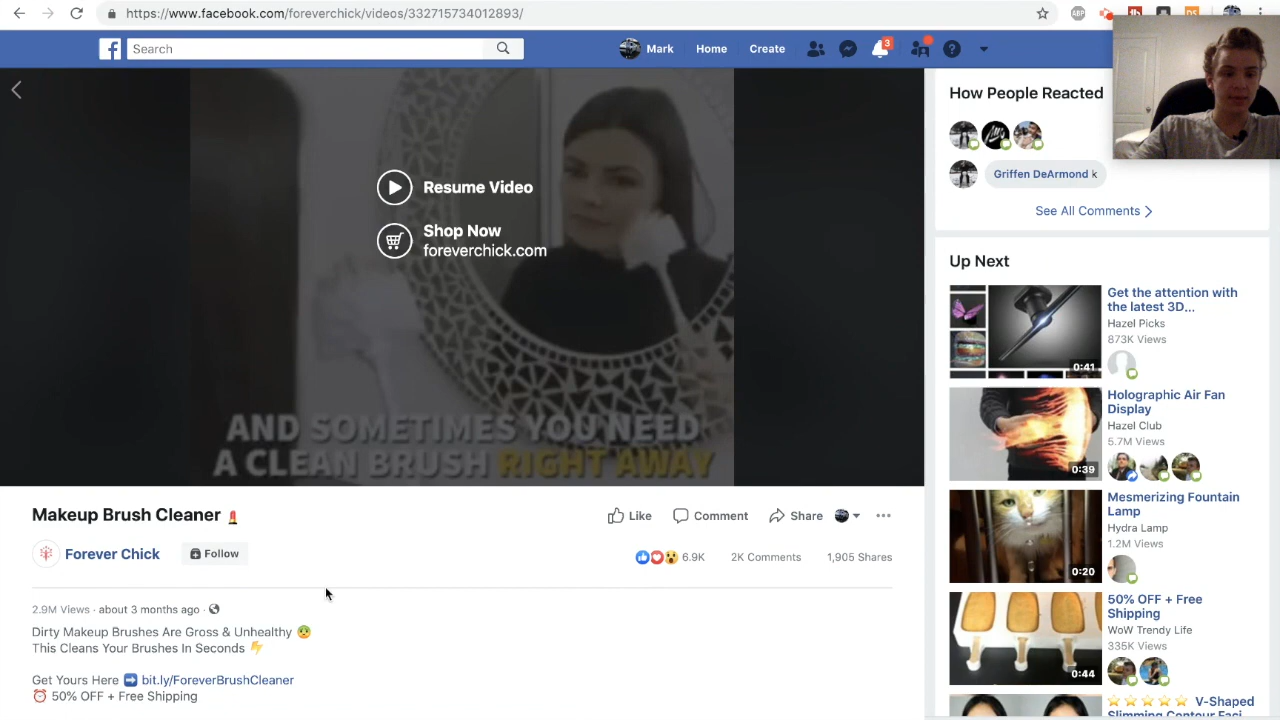 https://www.facebook.com/foreverchick/videos/332715734012893/
ABP
DS
Search
Mark
Home
Create
3
Resume Video
Shop Now
foreverchick.com
AND SOMETIMES YOU NEED
A CLEAN BRUSH RIGHT AWAY
Makeup Brush Cleaner
Like
Comment
Share
Forever Chick
Follow
6.9K
2K Comments
1,905 Shares
2.9M Views · about 3 months ago ·
Dirty Makeup Brushes Are Gross & Unhealthy
This Cleans Your Brushes In Seconds
Get Yours Here ➡ bit.ly/ForeverBrushCleaner
50% OFF + Free Shipping
How People Reacted
Griffen DeArmond k
See All Comments
Up Next
0:41
Get the attention with
the latest 3D...
Hazel Picks
873K Views
0:39
Holographic Air Fan
Display
Hazel Club
5.7M Views
0:20
Mesmerizing Fountain
Lamp
Hydra Lamp
1.2M Views
0:44
50% OFF + Free
Shipping
WoW Trendy Life
335K Views
V-Shaped
Slimming Contour Faci